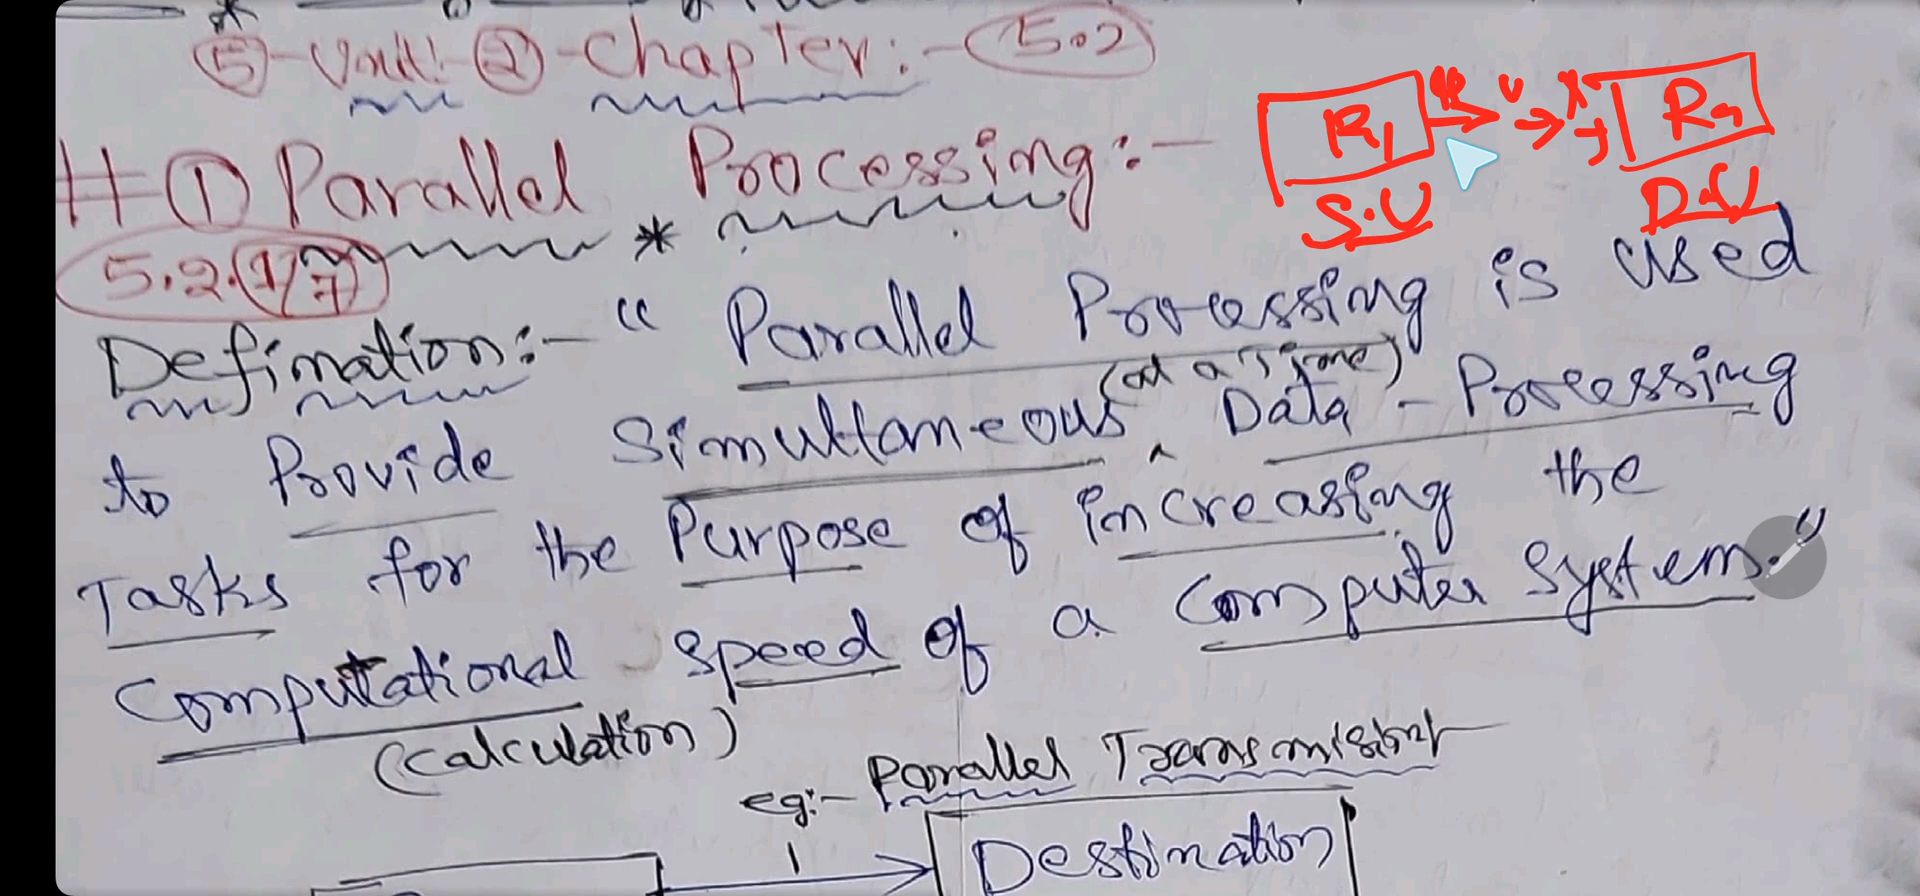 5-Unit:-2-Chapter:-5.2
# 1 Parallel Processing:-
R1
S.U
D.U
5.2.(1/7)
Defination:- "Parallel Processing is used
(at a Time)
to Provide Simultaneous Data-Processing
Tasks for the Purpose of increasing the
Computational speed of a Computer System."
(Calculation)
eg:- Parallel
Destination